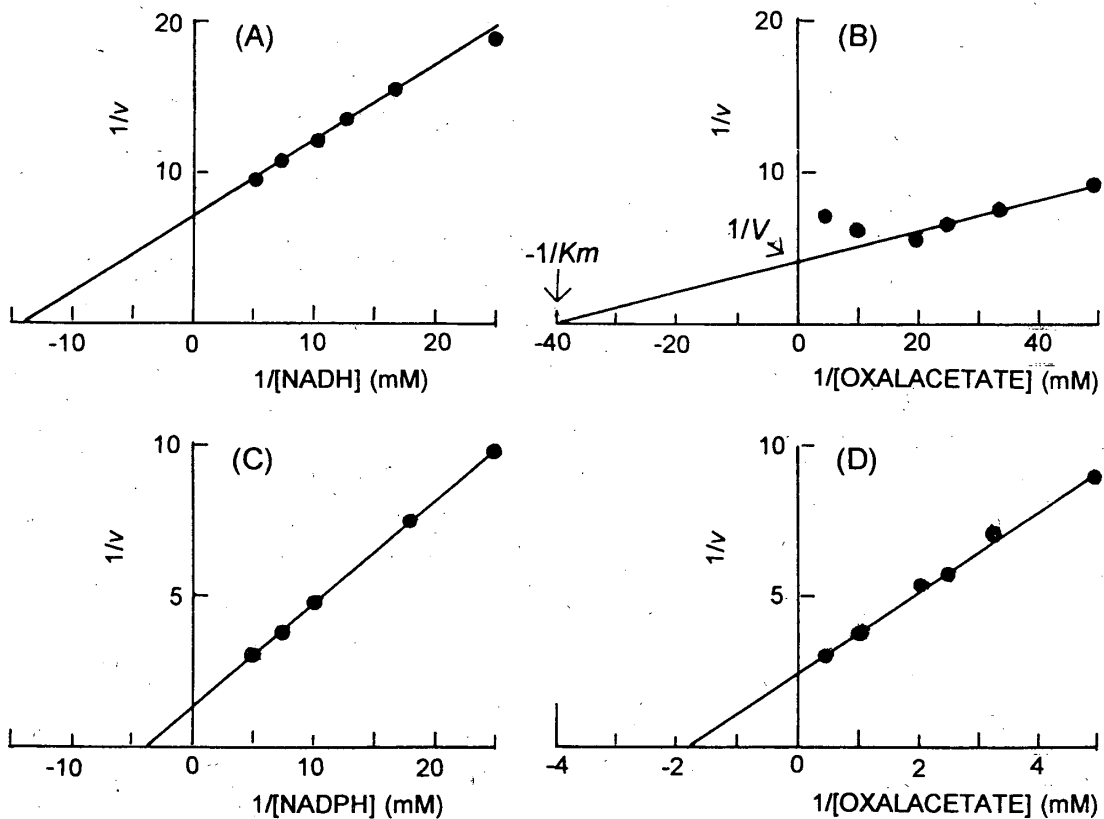 20
(A)
1/v
10
-10
0
10
20
1/[NADH] (mM)
20
(B)
1/v
10
1/V
-1/Km
-40
-20
0
20
40
1/[OXALACETATE] (mM)
10
(C)
1/v
5
-10
0
10
20
1/[NADPH] (mM)
10
(D)
1/v
5
-4
-2
0
2
4
1/[OXALACETATE] (mM)